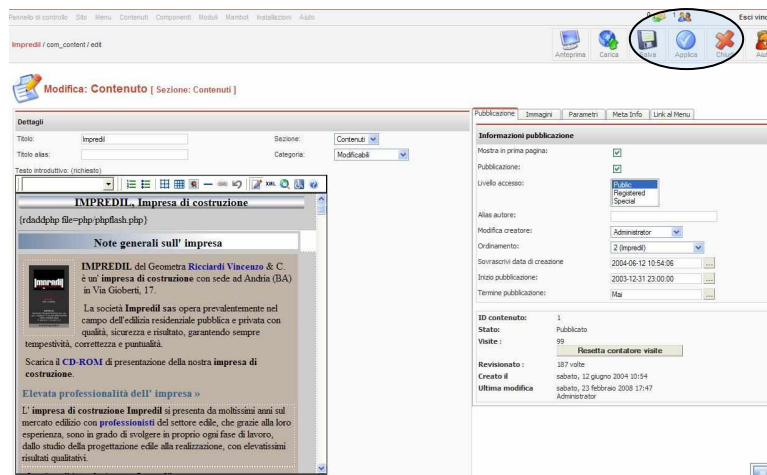 Pannello di controllo Sito Menu Contenuti Componenti Moduli Mambot Installazioni Aiuto
1
Esci vinc
Impredil / com_content / edit
Anteprima Carica Salva Applica Chiudi Aiuto
Modifica: Contenuto [ Sezione: Contenuti ]
Dettagli
Titolo: Impredil Sezione: Contenuti
Titolo alias: Categoria: Modificabili
Testo introduttivo: (richiesto)
XML
IMPREDIL, Impresa di costruzione
{rdaddphp file=php/phpflash.php}
Note generali sull' impresa
Impredil
IMPREDIL del Geometra Ricciardi Vincenzo & C.
è un' impresa di costruzione con sede ad Andria (BA)
in Via Gioberti, 17.
La società Impredil sas opera prevalentemente nel
campo dell'edilizia residenziale pubblica e privata con
qualità, sicurezza e risultato, garantendo sempre
tempestività, correttezza e puntualità.
Scarica il CD-ROM di presentazione della nostra impresa di
costruzione.
Elevata professionalità dell' impresa »
L' impresa di costruzione Impredil si presenta da moltissimi anni sul
mercato edilizio con professionisti del settore edile, che grazie alla loro
esperienza, sono in grado di svolgere in proprio ogni fase di lavoro,
dallo studio della progettazione edile alla realizzazione, con elevatissimi
risultati qualitativi.
Pubblicazione Immagini Parametri Meta Info Link al Menu
Informazioni pubblicazione
Mostra in prima pagina:
Pubblicazione:
Livello accesso: Public
Registered
Special
Alias autore:
Modifica creatore: Administrator
Ordinamento: 2 (Impredil)
Sovrascrivi data di creazione 2004-06-12 10:54:06 ...
Inizio pubblicazione: 2003-12-31 23:00:00 ...
Termine pubblicazione: Mai ...
ID contenuto: 1
Stato: Pubblicato
Visite : 99
Resetta contatore visite
Revisionato : 187 volte
Creato il sabato, 12 giugno 2004 10:54
Ultima modifica sabato, 23 febbraio 2008 17:47
Administrator